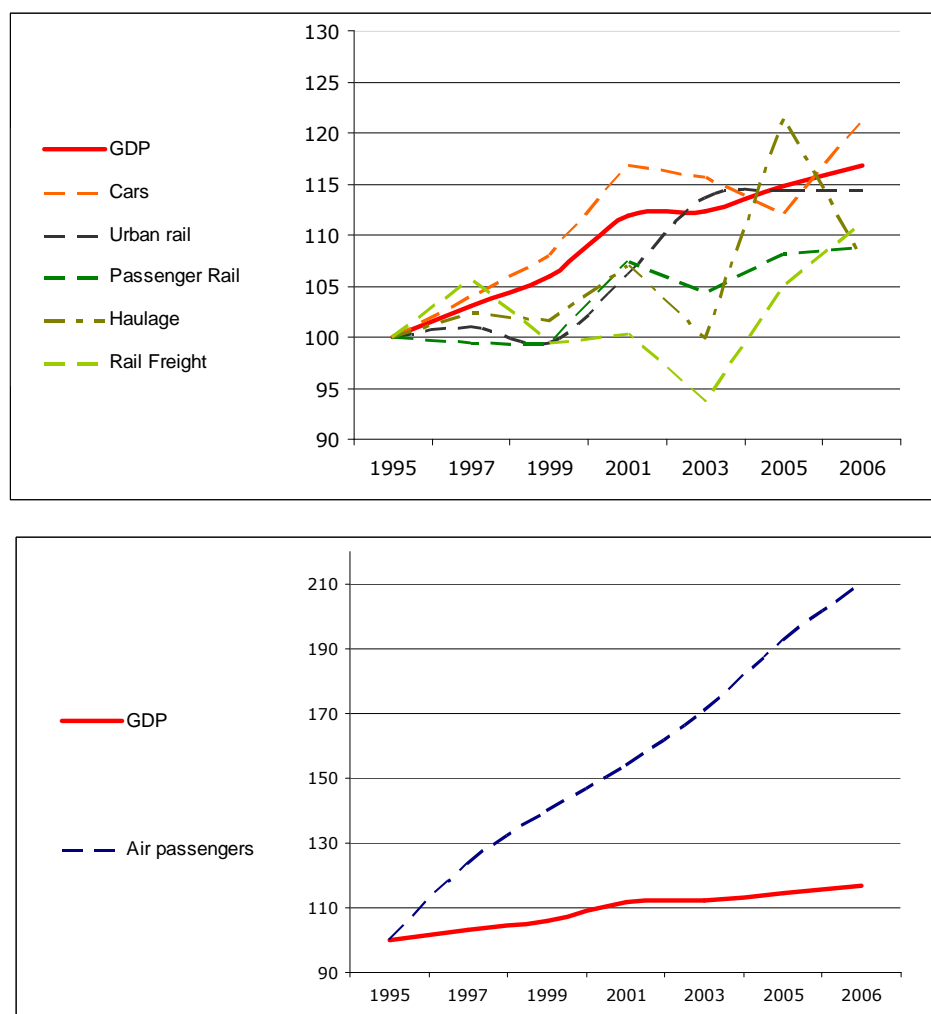 130
125
120
115
110
105
100
95
90
GDP
Cars
Urban rail
Passenger Rail
Haulage
Rail Freight
1995 1997 1999 2001 2003 2005 2006
210
190
170
150
130
110
90
GDP
Air passengers
1995 1997 1999 2001 2003 2005 2006